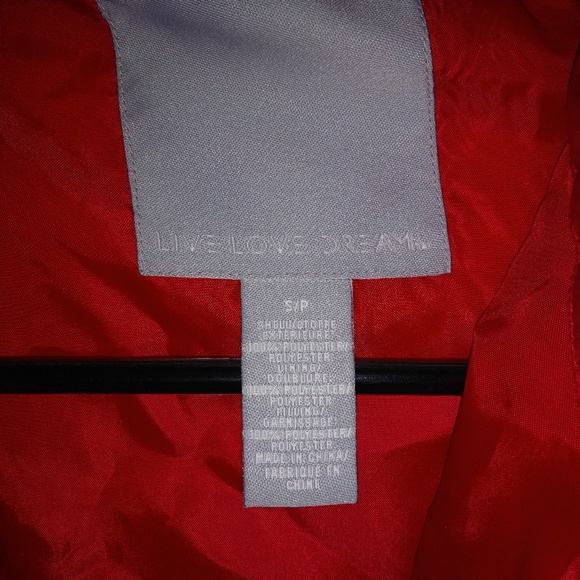 LIVE LOVE DREAM
S/P
SHELL/ETOFFE
EXTERIEURE:
100% POLYESTER/
POLYESTER
LINING/
DOUBLURE:
100% POLYESTER/
POLYESTER
FILLING/
GARNISSAGE:
100% POLYESTER/
POLYESTER
MADE IN CHINA/
FABRIQUE EN
CHINE